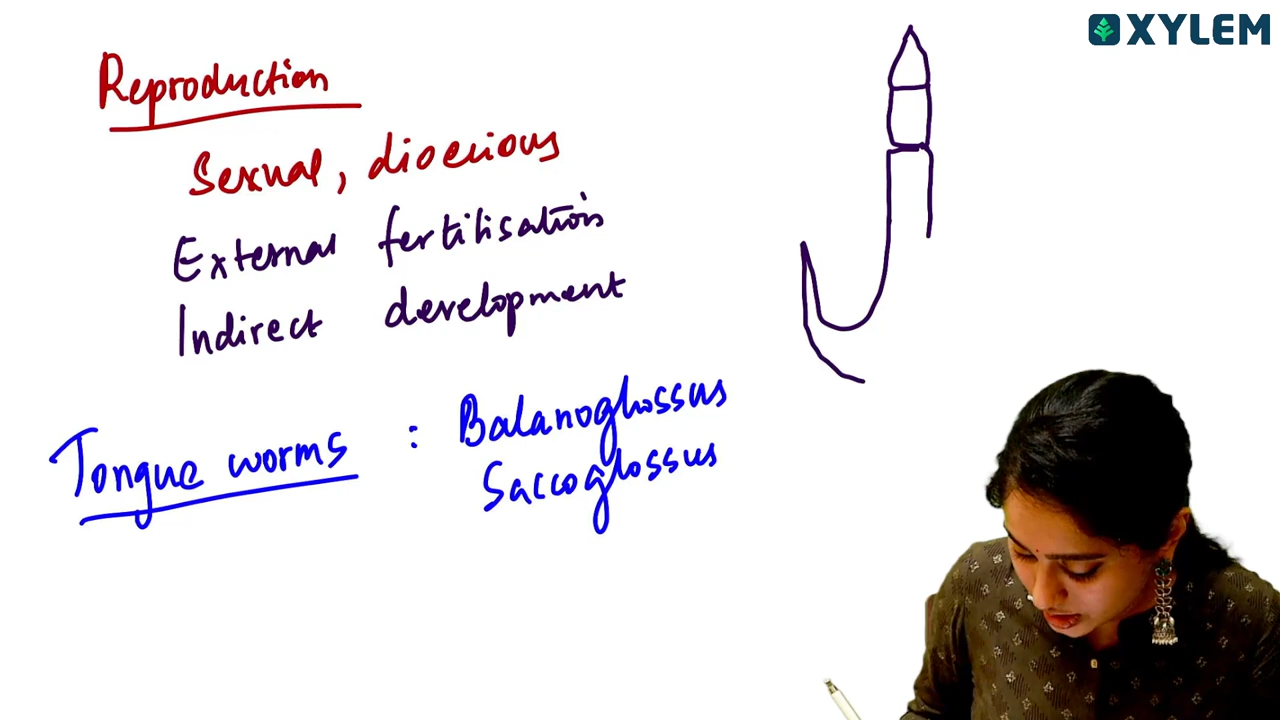 XYLEM
Reproduction
Sexual, dioecious
External fertilisation
Indirect development
Tongue worms : Balanoglossus
Saccoglossus